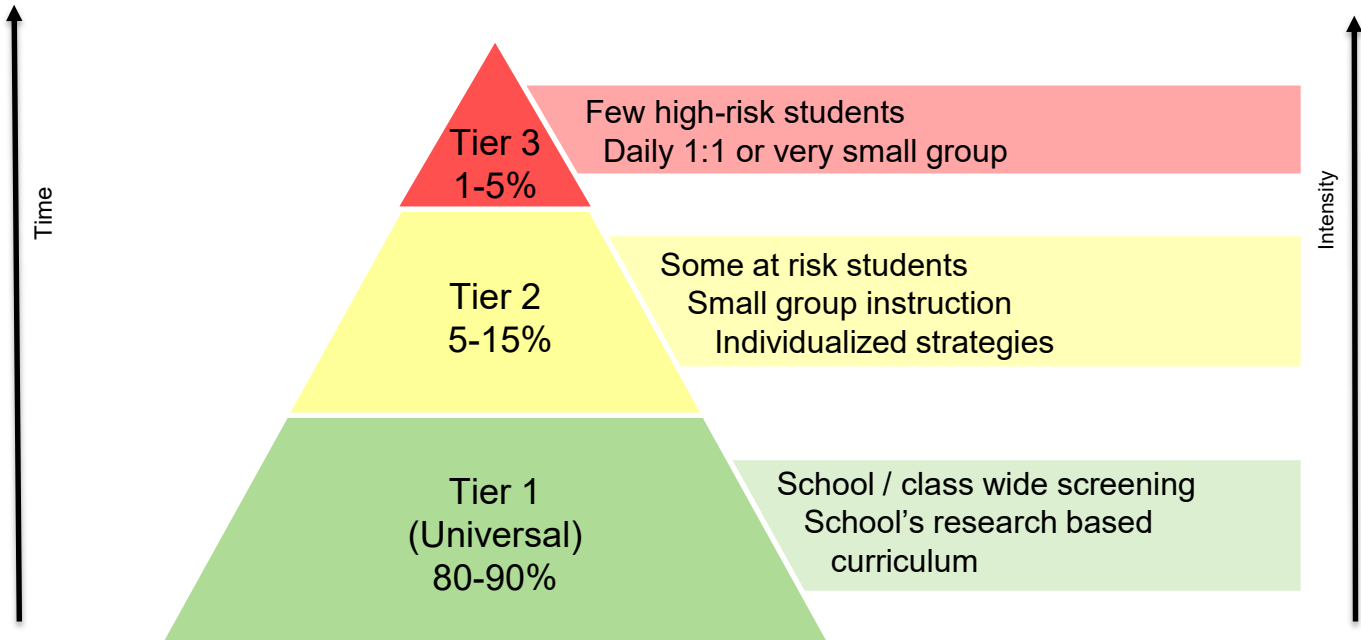 Time
Tier 3
1-5%
Few high-risk students
Daily 1:1 or very small group
Tier 2
5-15%
Some at risk students
Small group instruction
Individualized strategies
Tier 1
(Universal)
80-90%
School / class wide screening
School’s research based
curriculum
Intensity